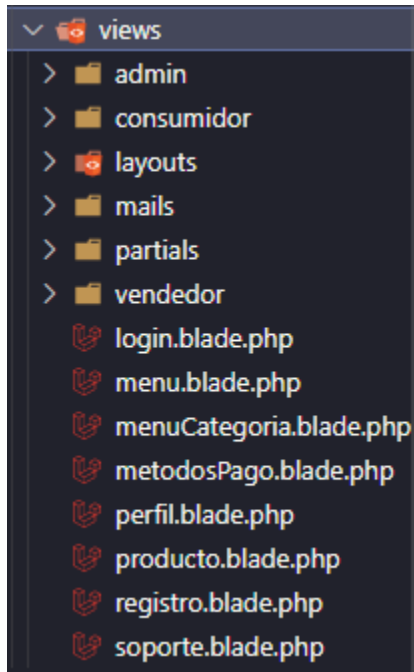 views
admin
consumidor
layouts
mails
partials
vendedor
login.blade.php
menu.blade.php
menuCategoria.blade.php
metodosPago.blade.php
perfil.blade.php
producto.blade.php
registro.blade.php
soporte.blade.php